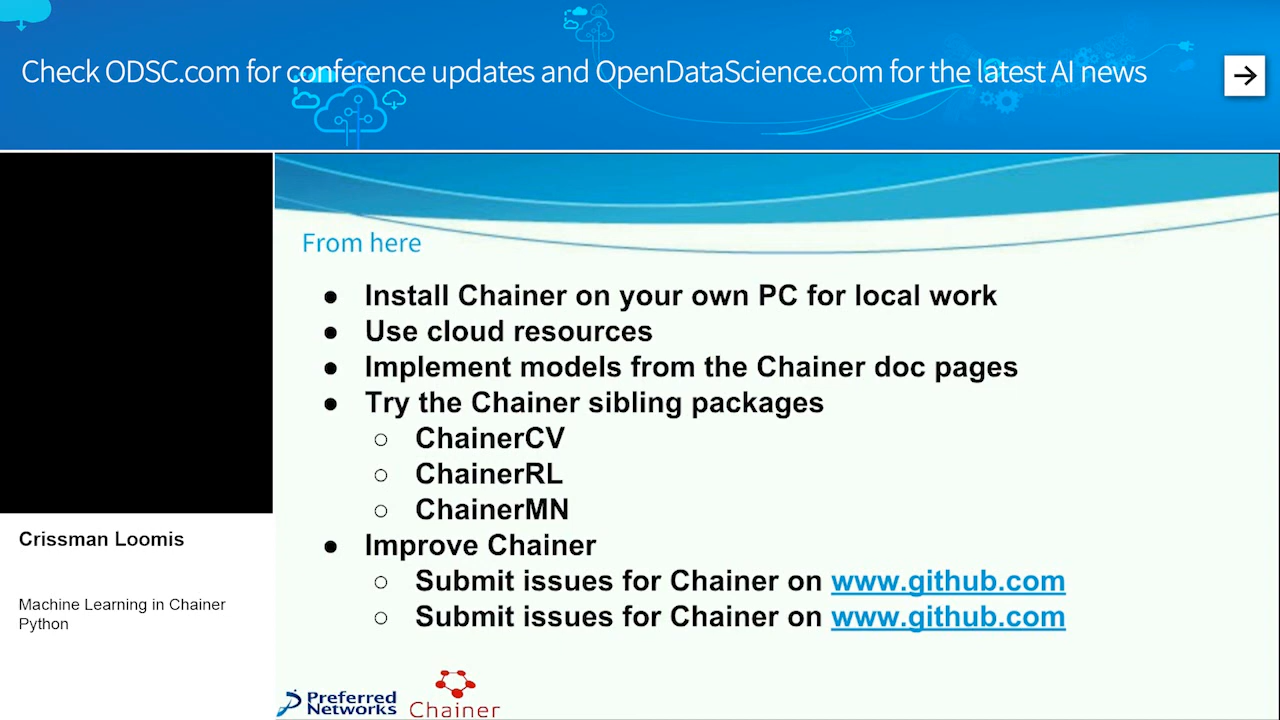 Check ODSC.com for conference updates and OpenDataScience.com for the latest AI news
From here
● Install Chainer on your own PC for local work
● Use cloud resources
● Implement models from the Chainer doc pages
● Try the Chainer sibling packages
○ ChainerCV
○ ChainerRL
○ ChainerMN
● Improve Chainer
○ Submit issues for Chainer on www.github.com
○ Submit issues for Chainer on www.github.com
Crissman Loomis
Machine Learning in Chainer
Python
Preferred
Networks
Chainer